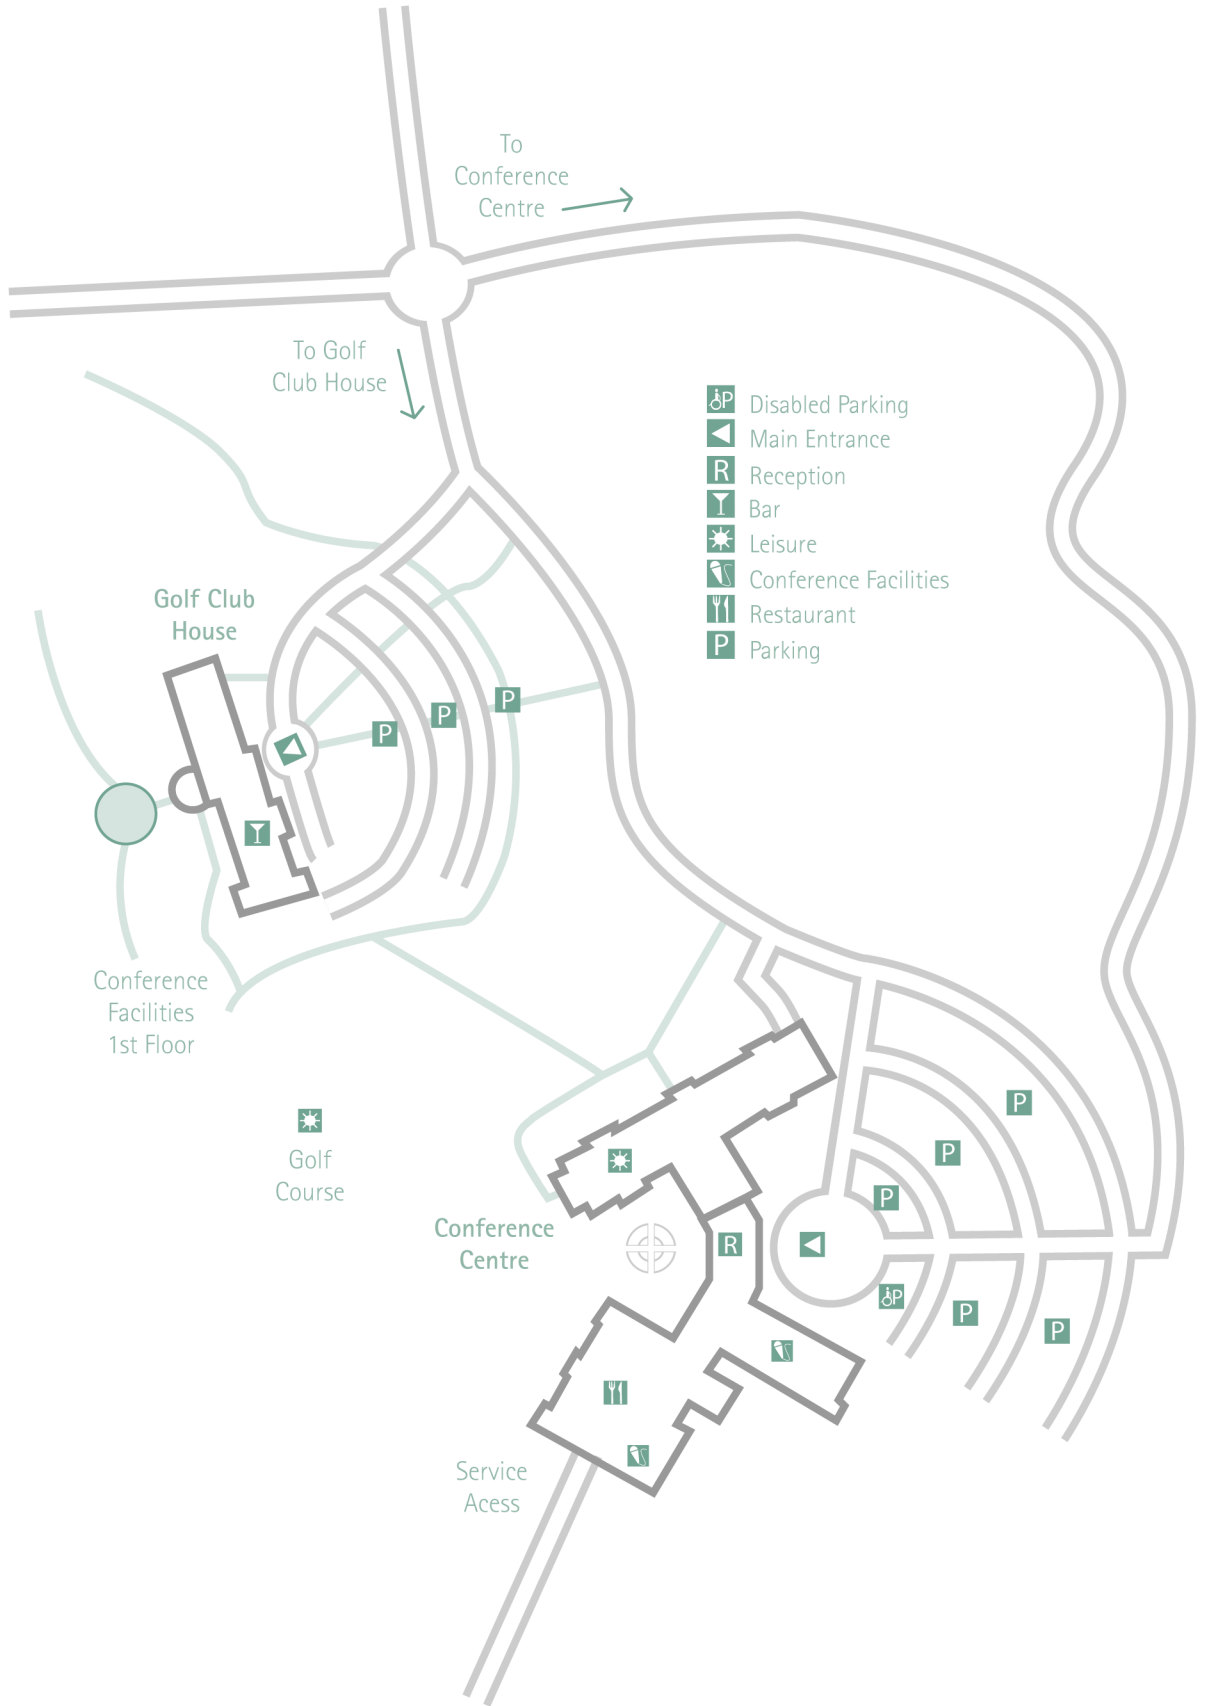 To
Conference
Centre
To Golf
Club House
P Disabled Parking
Main Entrance
R Reception
Bar
Leisure
Conference Facilities
Restaurant
P Parking
Golf Club
House
P
P
P
Conference
Facilities
1st Floor
Golf
Course
P
P
P
Conference
Centre
R
P
P
P
Service
Acess